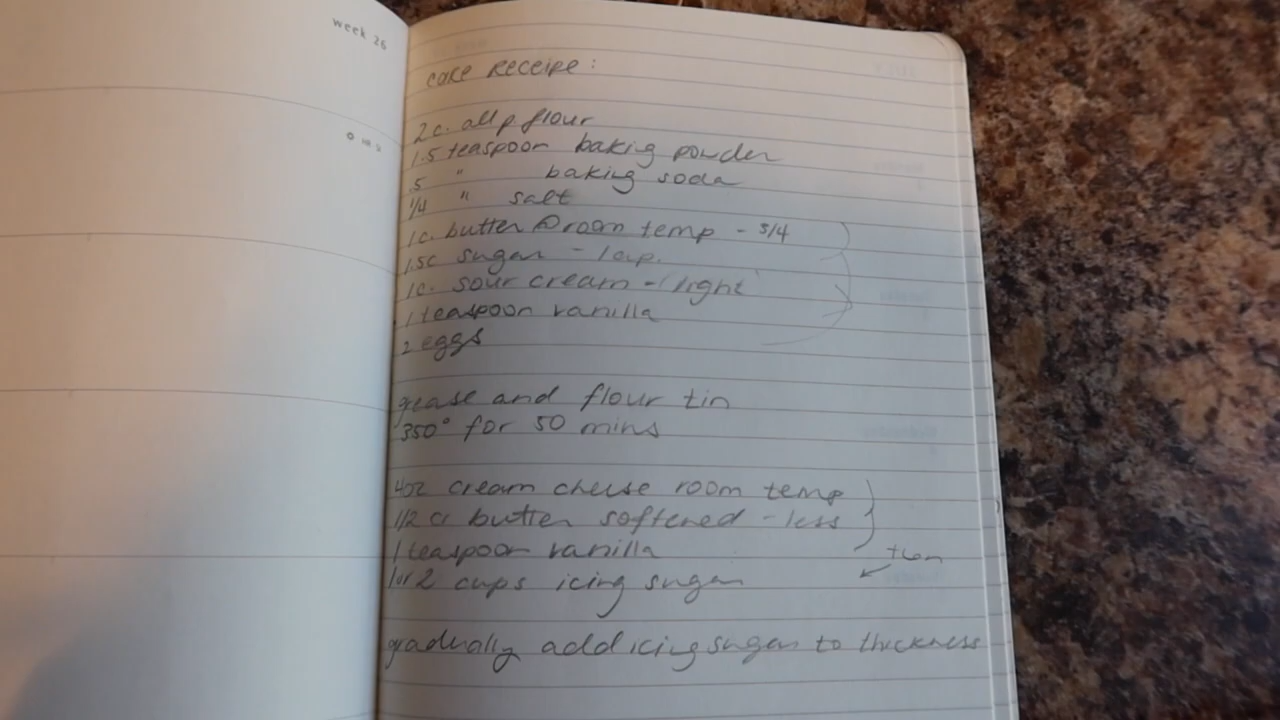 week 26
cake receipe:
2c. all p flour
1.5 teaspoon baking powder
.5 " baking soda
1/4 " salt
1c. butter @room temp - 3/4
1.5c sugar - 1cup.
1c. sour cream - light
1 teaspoon vanilla
2 eggs
grease and flour tin
350° for 50 mins
4oz cream cheese room temp
1/2 c butter softened - less
1 teaspoon vanilla
then
1or 2 cups icing sugar
gradually add icing sugar to thickness